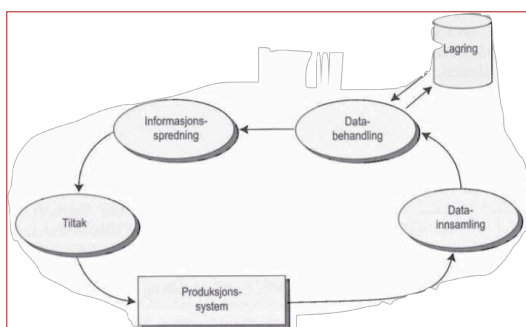 Lagring
Data-
behandling
Informasjons-
spredning
Data-
innsamling
Tiltak
Produksjons-
system